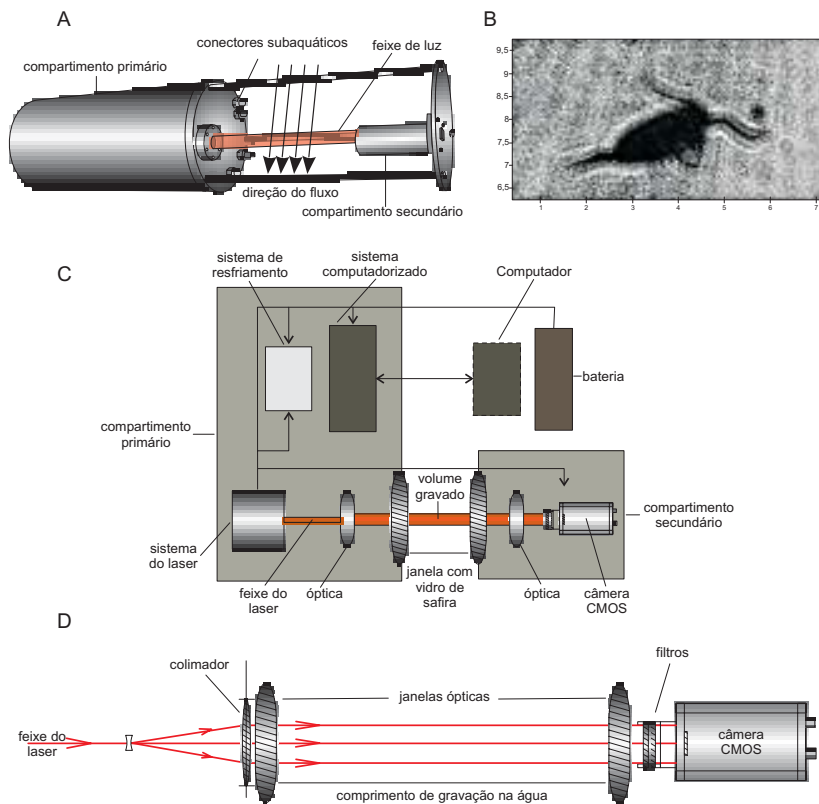 A
conectores subaquáticos
feixe de luz
compartimento primário
direção do fluxo
compartimento secundário
B
9,5
9
8,5
8
7,5
7
6,5
1
2
3
4
5
6
7
C
sistema de
resfriamento
sistema
computadorizado
Computador
bateria
compartimento
primário
volume
gravado
compartimento
secundário
sistema
do laser
feixe do
laser
óptica
janela com
vidro de
safira
óptica
câmera
CMOS
D
colimador
janelas ópticas
filtros
feixe do
laser
câmera
CMOS
comprimento de gravação na água